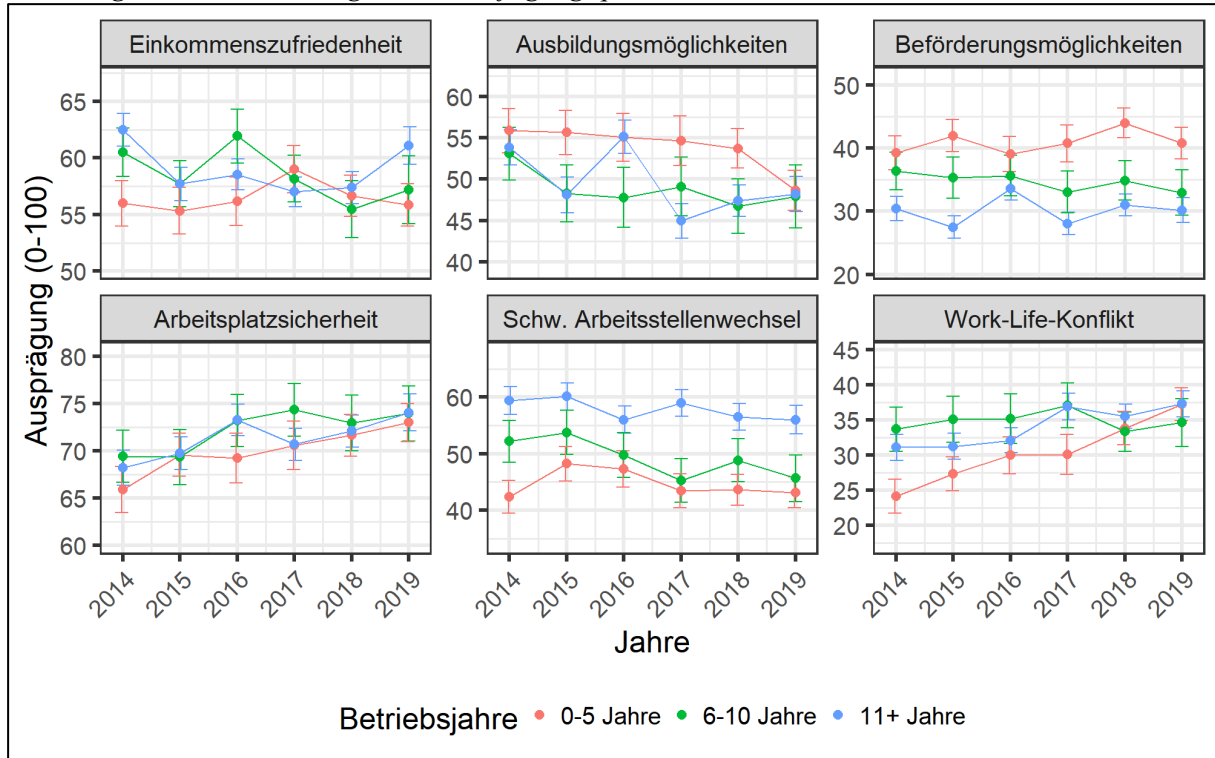 Einkommenszufriedenheit
Ausbildungsmöglichkeiten
Beförderungsmöglichkeiten
65
60
55
50
60
55
50
45
40
50
40
30
20
Arbeitsplatzsicherheit
Schw. Arbeitsstellenwechsel
Work-Life-Konflikt
80
75
70
65
60
60
50
40
45
40
35
30
25
20
Ausprägung (0-100)
2014 2015 2016 2017 2018 2019
2014 2015 2016 2017 2018 2019
2014 2015 2016 2017 2018 2019
Jahre
Betriebsjahre 0-5 Jahre 6-10 Jahre 11+ Jahre